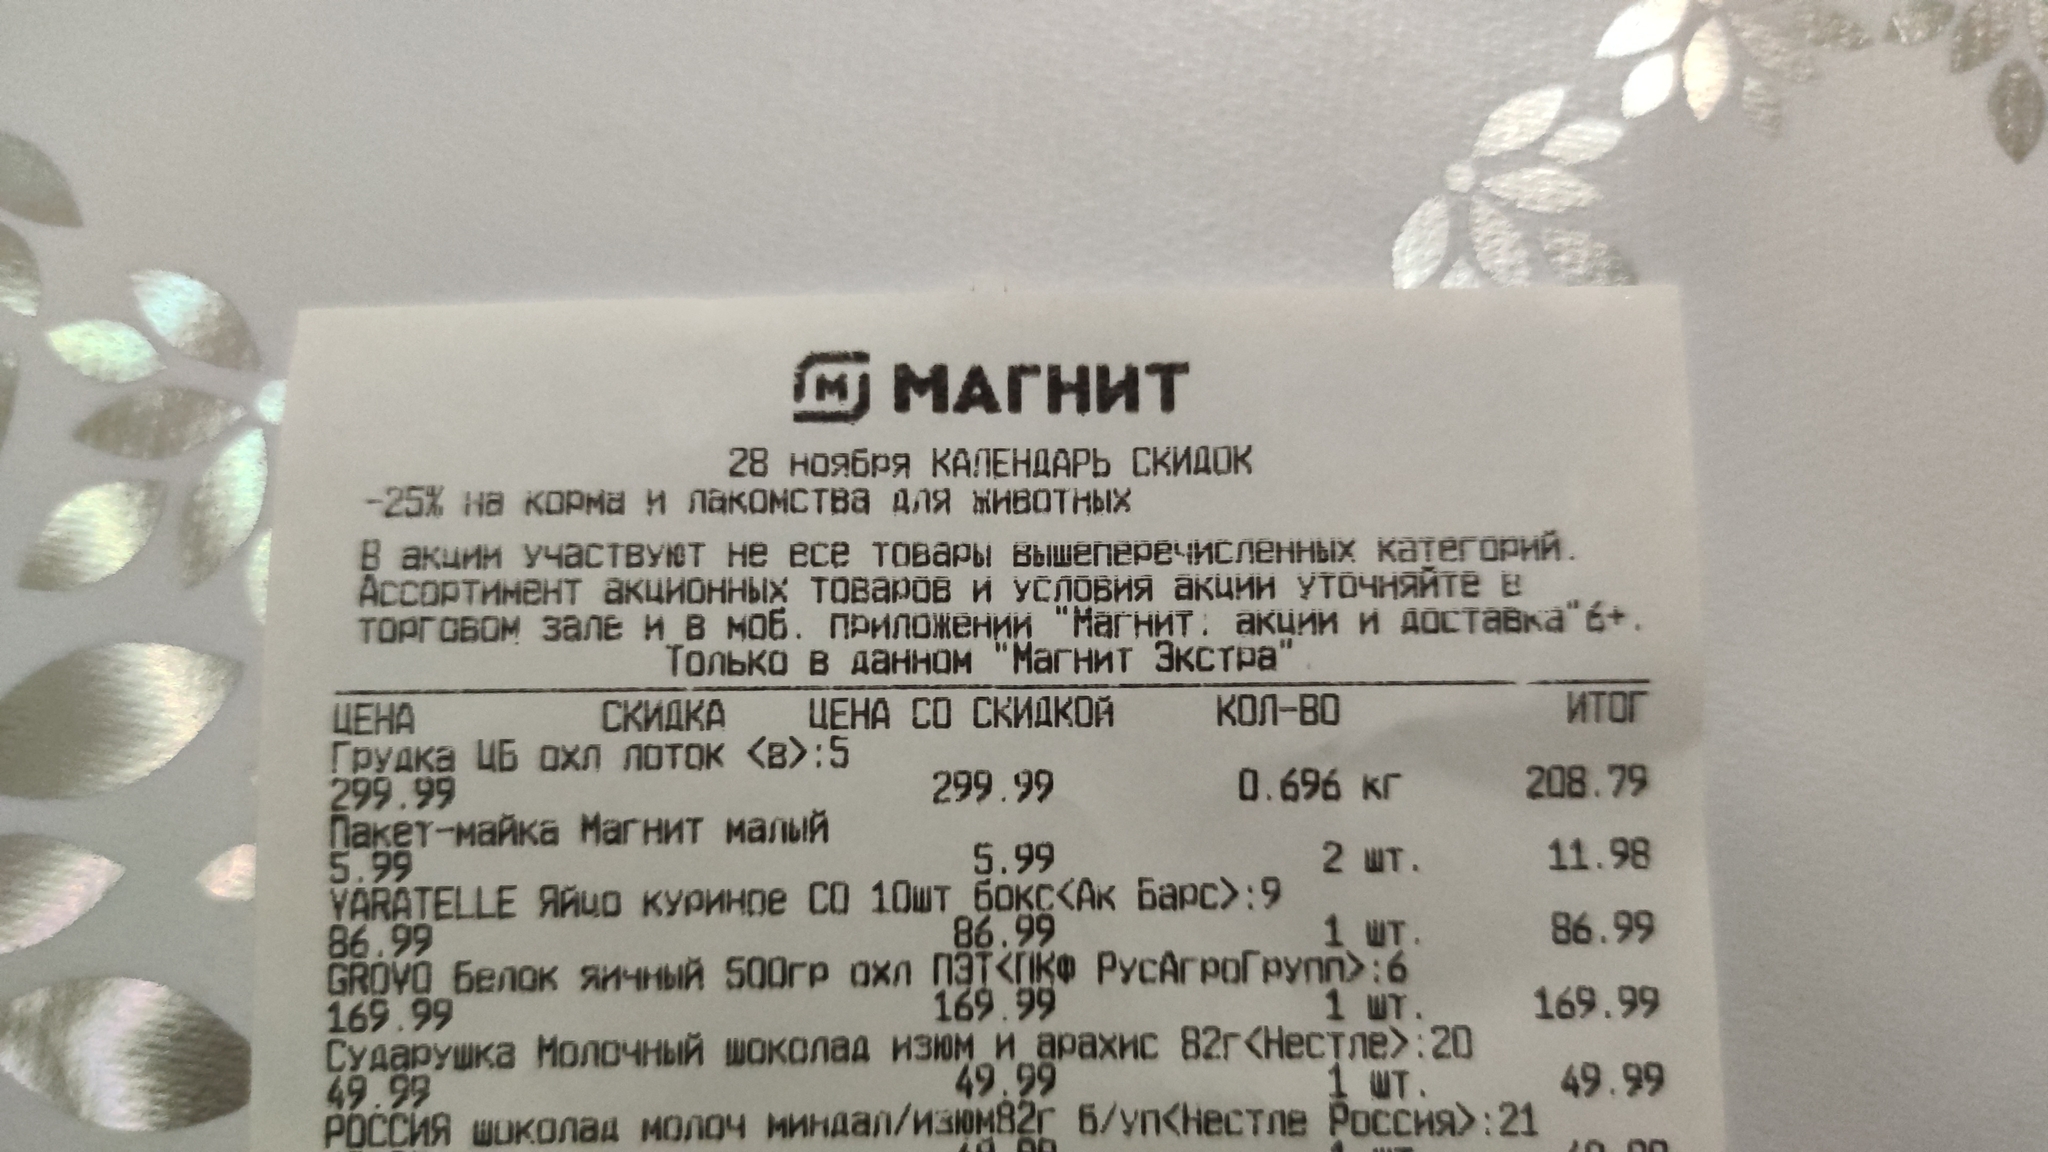 МАГНИТ
28 ноября КАЛЕНДАРЬ СКИДОК
-25% на корма и лакомства для животных
В акции участвуют не все товары вышеперечисленных категорий.
Ассортимент акционных товаров и условия акции уточняйте в
торговом зале и в моб. приложении "Магнит: акции и доставка"6+.
Только в данном "Магнит Экстра"
ЦЕНА СКИДКА ЦЕНА СО СКИДКОЙ КОЛ-ВО ИТОГ
Грудка ЦБ охл лоток <в>:5
299.99 299.99 0.696 кг 208.79
Пакет-майка Магнит малый
5.99 5.99 2 шт. 11.98
VARATELLE Яйцо куриное СО 10шт бокс<Ак Барс>:9
86.99 86.99 1 шт. 86.99
GROVO Белок яичный 500гр охл ПЭТ<ПКФ РусАгроГрупп>:6
169.99 169.99 1 шт. 169.99
Сударушка Молочный шоколад изюм и арахис 82г<Нестле>:20
49.99 49.99 1 шт. 49.99
РОССИЯ шоколад молоч миндал/изюм82г б/уп<Нестле Россия>:21